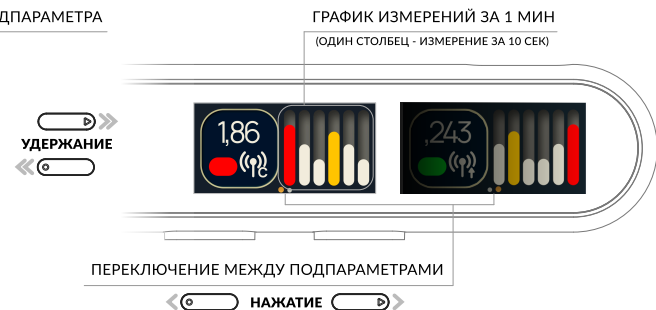 ДПАРАМЕТРА
ГРАФИК ИЗМЕРЕНИЙ ЗА 1 МИН
(ОДИН СТОЛБЕЦ - ИЗМЕРЕНИЕ ЗА 10 СЕК)
1,86
,243
C
УДЕРЖАНИЕ
ПЕРЕКЛЮЧЕНИЕ МЕЖДУ ПОДПАРАМЕТРАМИ
НАЖАТИЕ